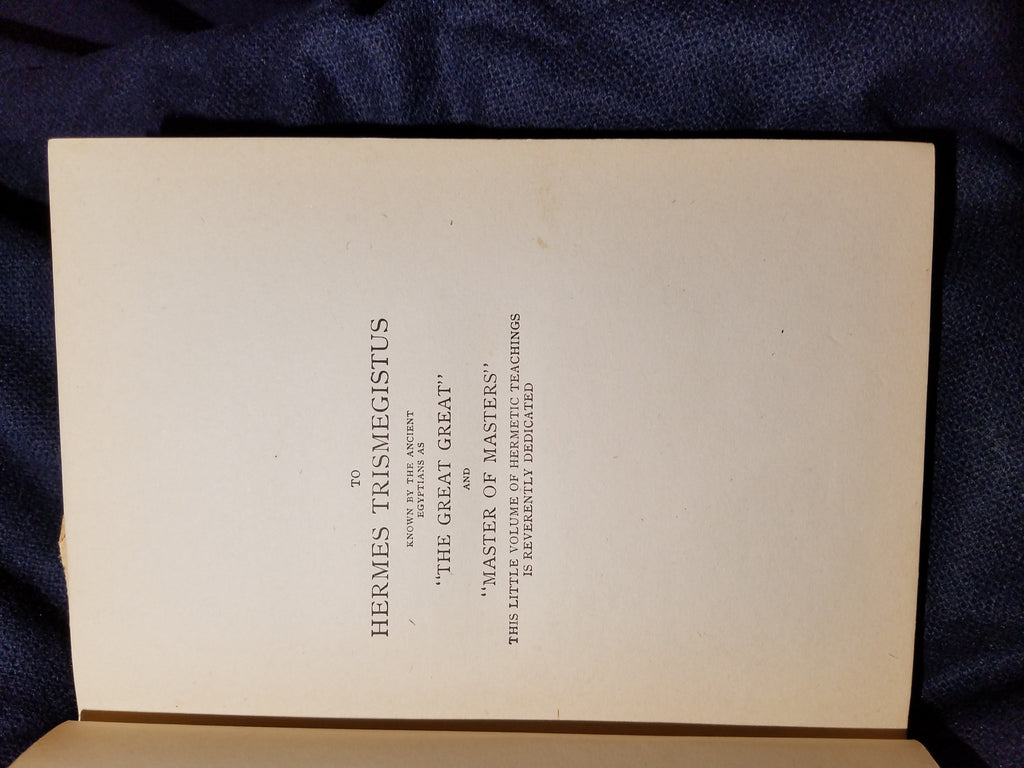 TO
HERMES TRISMEGISTUS
KNOWN BY THE ANCIENT
EGYPTIANS AS
"THE GREAT GREAT"
AND
"MASTER OF MASTERS"
THIS LITTLE VOLUME OF HERMETIC TEACHINGS
IS REVERENTLY DEDICATED